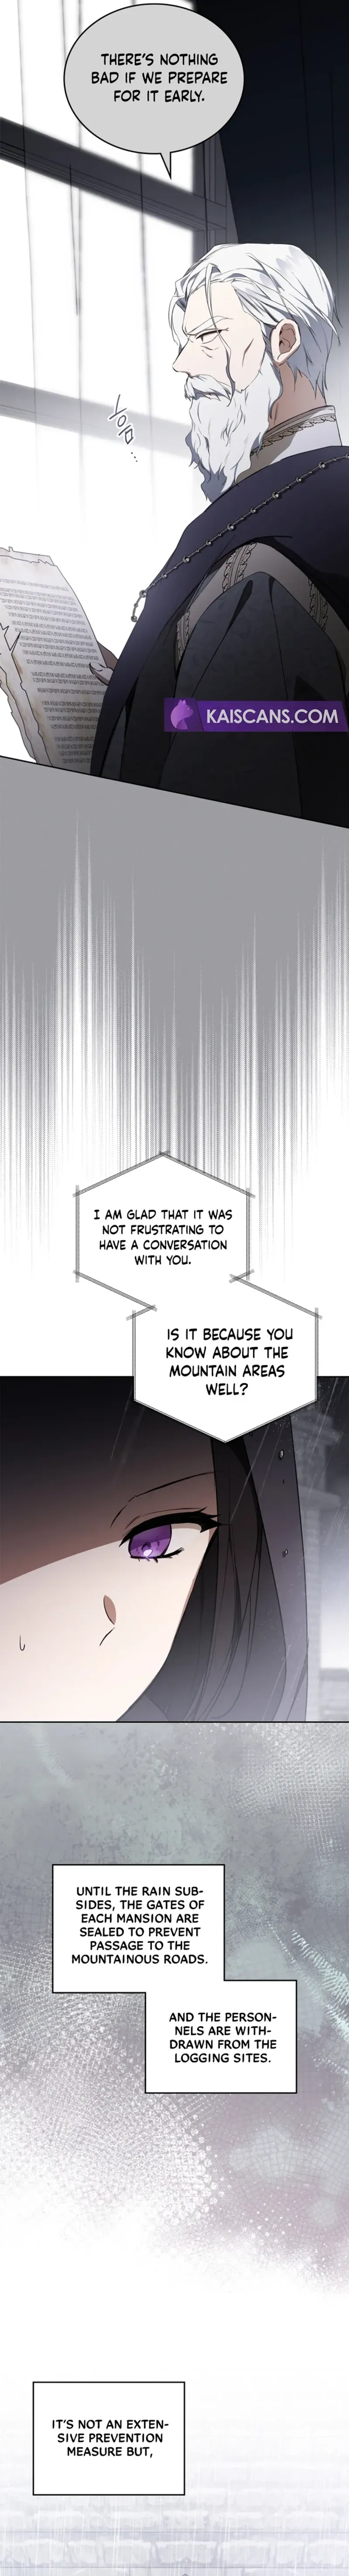 THERE'S NOTHING
BAD IF WE PREPARE
FOR IT EARLY.
흐음...
KAISCANS.COM
I AM GLAD THAT IT WAS
NOT FRUSTRATING TO
HAVE A CONVERSATION
WITH YOU.
IS IT BECAUSE YOU
KNOW ABOUT THE
MOUNTAIN AREAS
WELL?
UNTIL THE RAIN SUB-
SIDES, THE GATES OF
EACH MANSION ARE
SEALED TO PREVENT
PASSAGE TO THE
MOUNTAINOUS ROADS.
AND THE PERSON-
NELS ARE WITH-
DRAWN FROM THE
LOGGING SITES.
IT'S NOT AN EXTEN-
SIVE PREVENTION
MEASURE BUT,